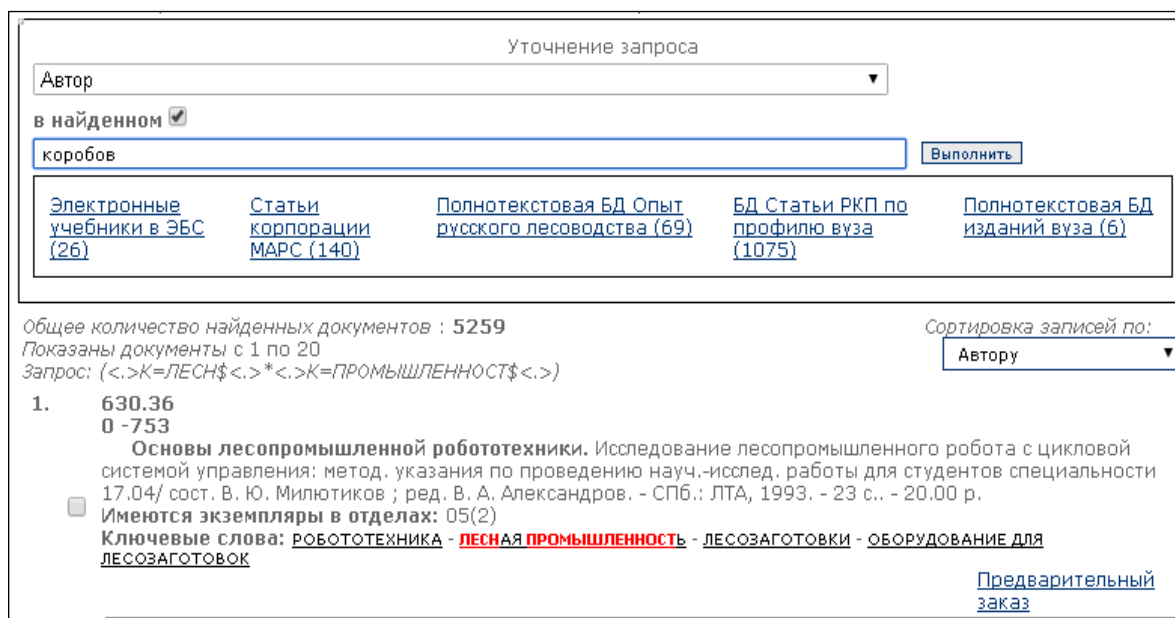 Уточнение запроса
Автор
в найденном
коробов
Выполнить
Электронные учебники в ЭБС (26)
Статьи корпорации МАРС (140)
Полнотекстовая БД Опыт русского лесоводства (69)
БД Статьи РКП по профилю вуза (1075)
Полнотекстовая БД изданий вуза (6)
Общее количество найденных документов : 5259
Сортировка записей по:
Показаны документы с 1 по 20
Автору
Запрос: (<.>K=ЛЕСН$<.>*<.>K=ПРОМЫШЛЕННОСТ$<.>)
1. 630.36
О -753
Основы лесопромышленной робототехники. Исследование лесопромышленного робота с цикловой
системой управления: метод. указания по проведению науч.-исслед. работы для студентов специальности
17.04/ сост. В. Ю. Милютиков ; ред. В. А. Александров. - СПб.: ЛТА, 1993. - 23 с.. - 20.00 р.
Имеются экземпляры в отделах: 05(2)
Ключевые слова: РОБОТОТЕХНИКА - ЛЕСНАЯ ПРОМЫШЛЕННОСТЬ - ЛЕСОЗАГОТОВКИ - ОБОРУДОВАНИЕ ДЛЯ
ЛЕСОЗАГОТОВОК
Предварительный
заказ